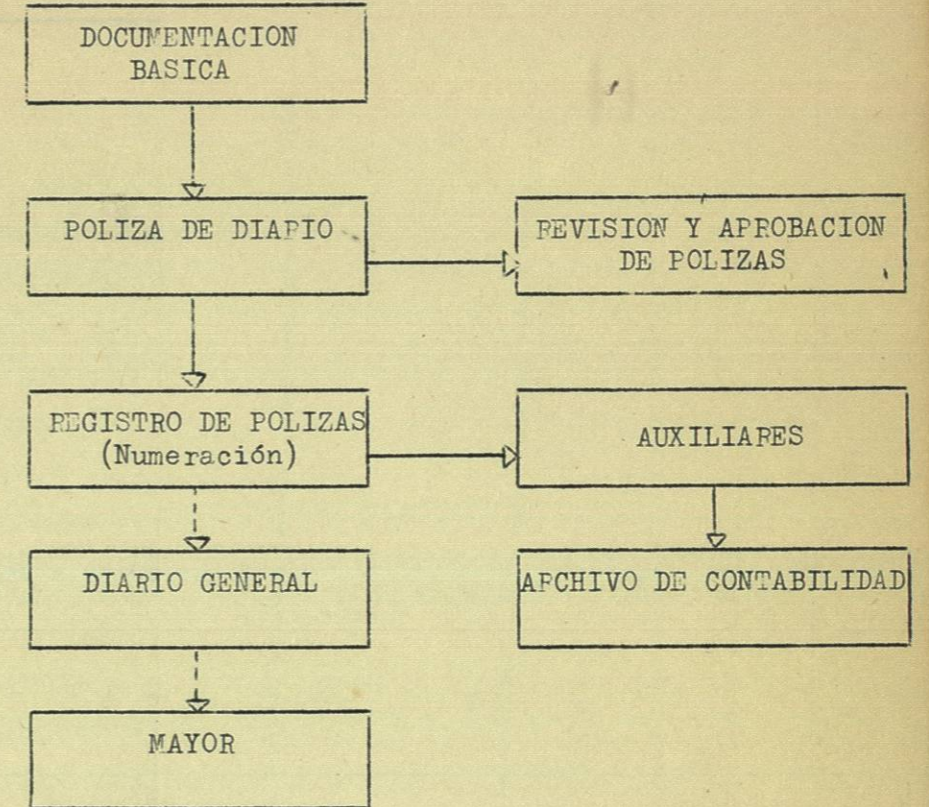 DOCUMENTACION
BASICA
POLIZA DE DIARIO
REVISION Y APROBACION
DE POLIZAS
REGISTRO DE POLIZAS
(Numeración)
AUXILIARES
DIARIO GENERAL
ARCHIVO DE CONTABILIDAD
MAYOR